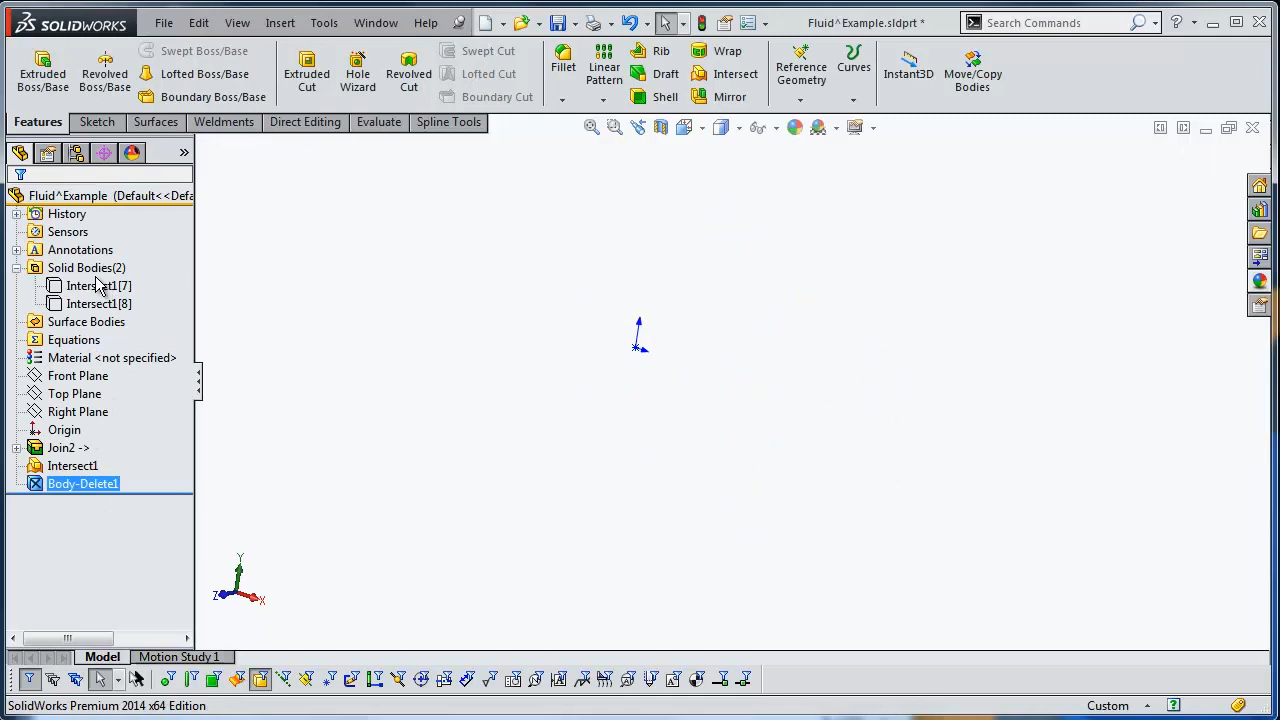 SOLIDWORKS File Edit View Insert Tools Window Help Fluid^Example.sldprt * Search Commands
Extruded Boss/Base
Revolved Boss/Base
Swept Boss/Base
Lofted Boss/Base
Boundary Boss/Base
Extruded Cut
Hole Wizard
Revolved Cut
Swept Cut
Lofted Cut
Boundary Cut
Fillet
Linear Pattern
Rib
Draft
Shell
Wrap
Intersect
Mirror
Reference Geometry
Curves
Instant3D
Move/Copy Bodies
Features Sketch Surfaces Weldments Direct Editing Evaluate Spline Tools
Fluid^Example (Default<<Defa
History
Sensors
Annotations
Solid Bodies(2)
Intersect1[7]
Intersect1[8]
Surface Bodies
Equations
Material <not specified>
Front Plane
Top Plane
Right Plane
Origin
Join2 ->
Intersect1
Body-Delete1
Y
Z
X
Model Motion Study 1
SolidWorks Premium 2014 x64 Edition Custom